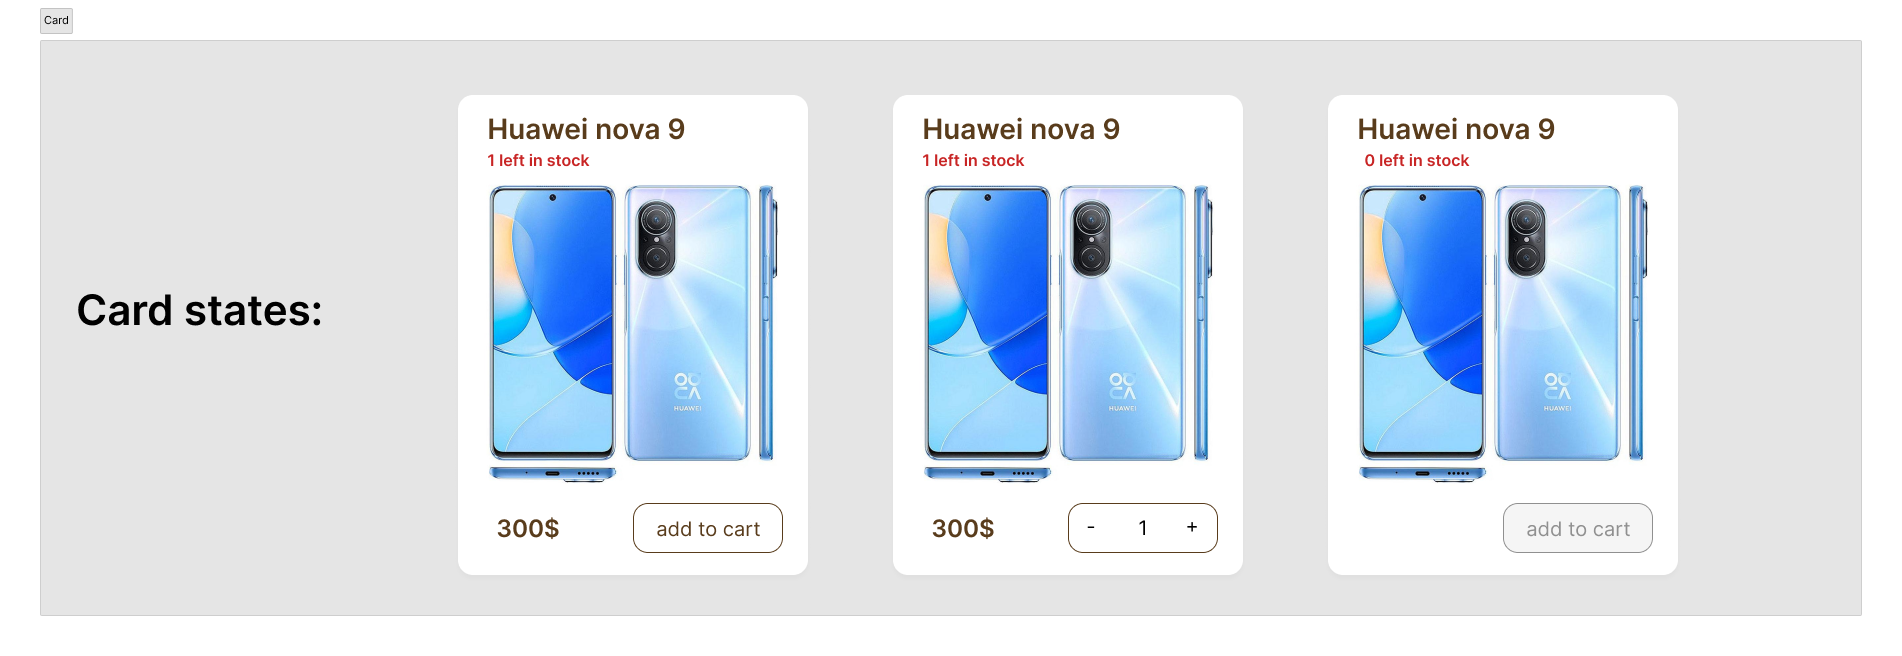 Card
Card states:
Huawei nova 9
1 left in stock
HUAWEI
300$
add to cart
Huawei nova 9
1 left in stock
HUAWEI
300$
- 1 +
Huawei nova 9
0 left in stock
HUAWEI
add to cart